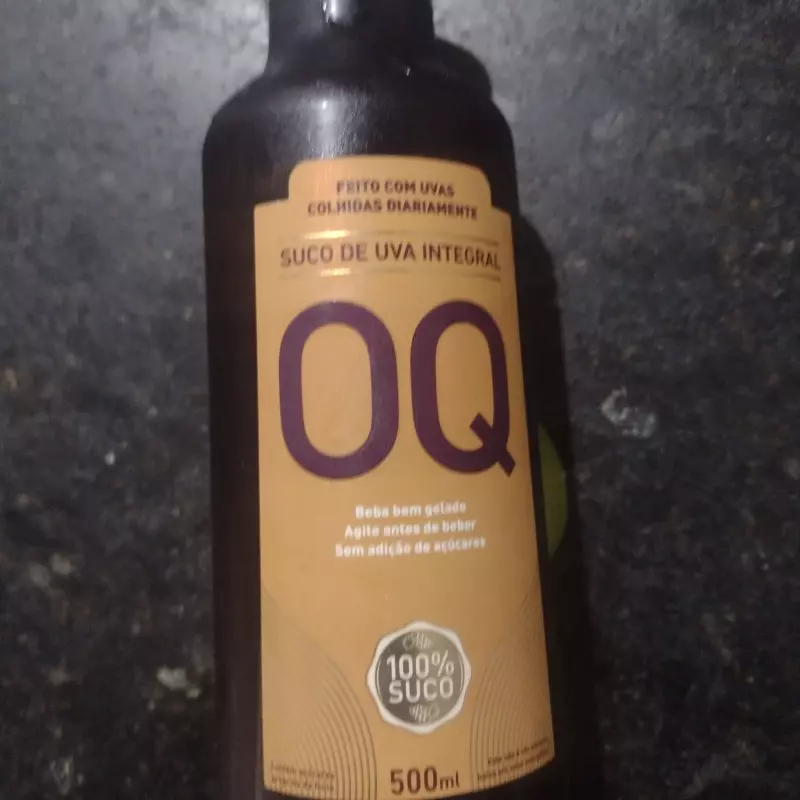 FEITO COM UVAS
COLHIDAS DIARIAMENTE
SUCO DE UVA INTEGRAL
OQ
Beba bem gelado
Agite antes de beber
Sem adição de açúcares
100%
SUCO
500ml